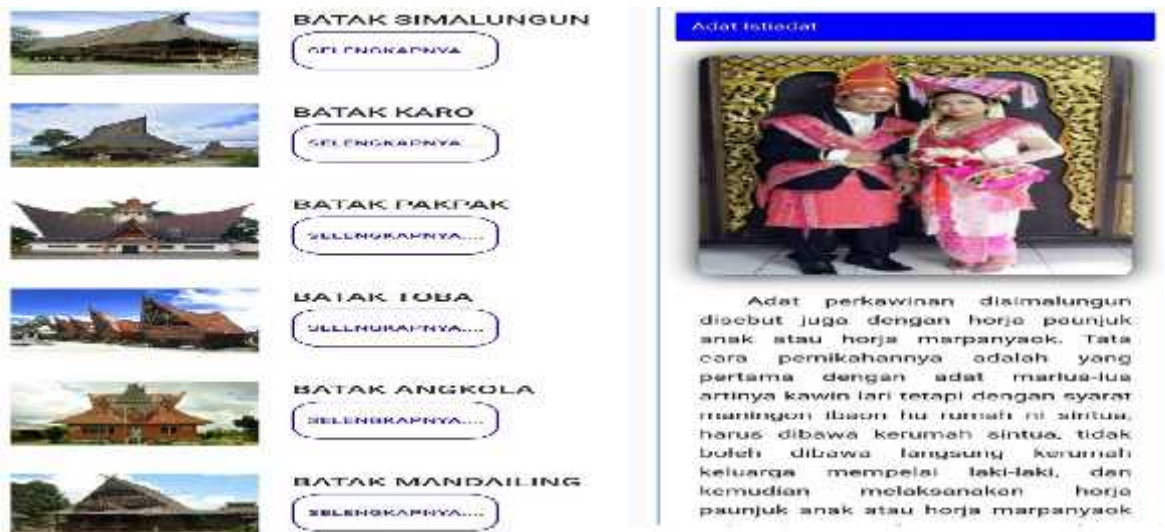 BATAK SIMALUNGUN
SELENGKAPNYA....
BATAK KARO
SELENGKAPNYA....
BATAK PAKPAK
SELENGKAPNYA....
BATAK TOBA
SELENGKAPNYA....
BATAK ANGKOLA
SELENGKAPNYA....
BATAK MANDAILING
SELENGKAPNYA....
Adat Istiadat
Adat perkawinan disimalungun
disebut juga dengan horja paunjuk
anak atau horja marpanyaok. Tata
cara pernikahannya adalah yang
pertama dengan adat marlua-lua
artinya kawin lari tetapi dengan syarat
maningon ibaon hu rumah ni sintua,
harus dibawa kerumah sintua, tidak
boleh dibawa langsung kerumah
keluarga mempelai laki-laki, dan
kemudian melaksanakan horja
paunjuk anak atau horja marpanyaok